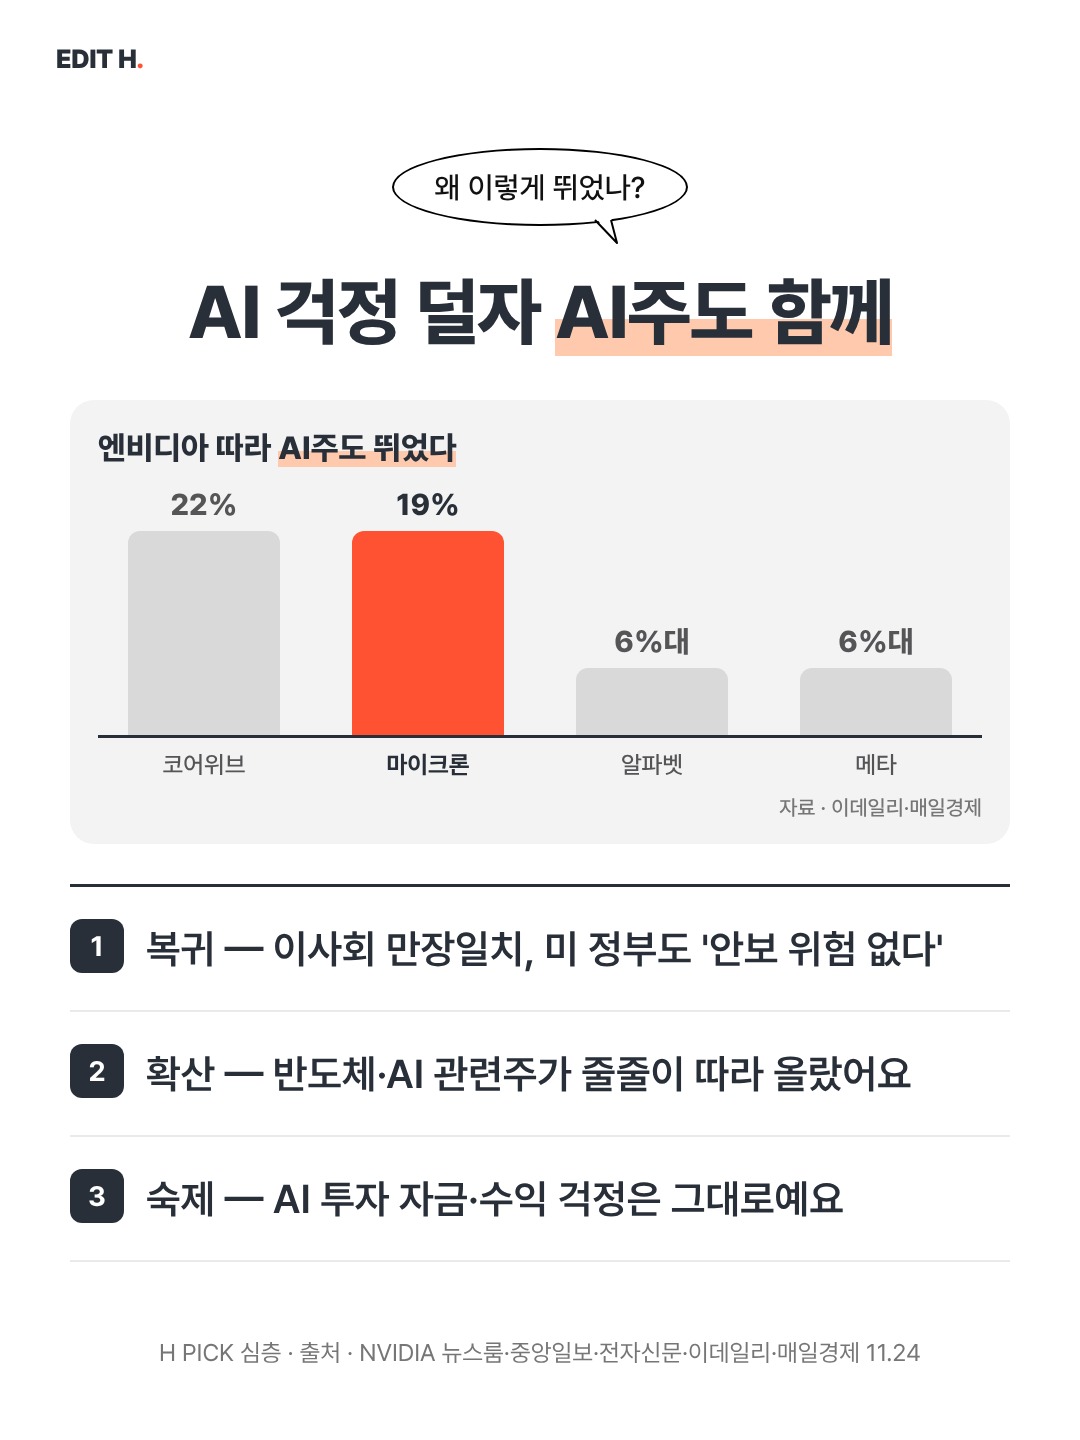 EDIT H.
왜 이렇게 뛰었나?
AI 걱정 덜자 AI주도 함께
엔비디아 따라 AI주도 뛰었다
22% 19% 6%대 6%대
코어위브 마이크론 알파벳 메타
자료 · 이데일리·매일경제
1 복귀 — 이사회 만장일치, 미 정부도 '안보 위험 없다'
2 확산 — 반도체·AI 관련주가 줄줄이 따라 올랐어요
3 숙제 — AI 투자 자금·수익 걱정은 그대로예요
H PICK 심층 · 출처 · NVIDIA 뉴스룸·중앙일보·전자신문·이데일리·매일경제 11.24